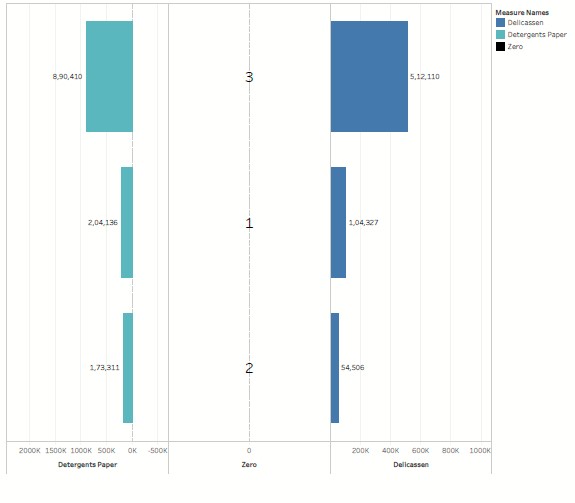 Measure Names
Delicassen
Detergents Paper
Zero
8,90,410
3
5,12,110
2,04,136
1
1,04,327
1,73,311
2
54,506
2000K 1500K 1000K 500K 0K -500K
0
200K 400K 600K 800K 1000K
Detergents Paper
Zero
Delicassen